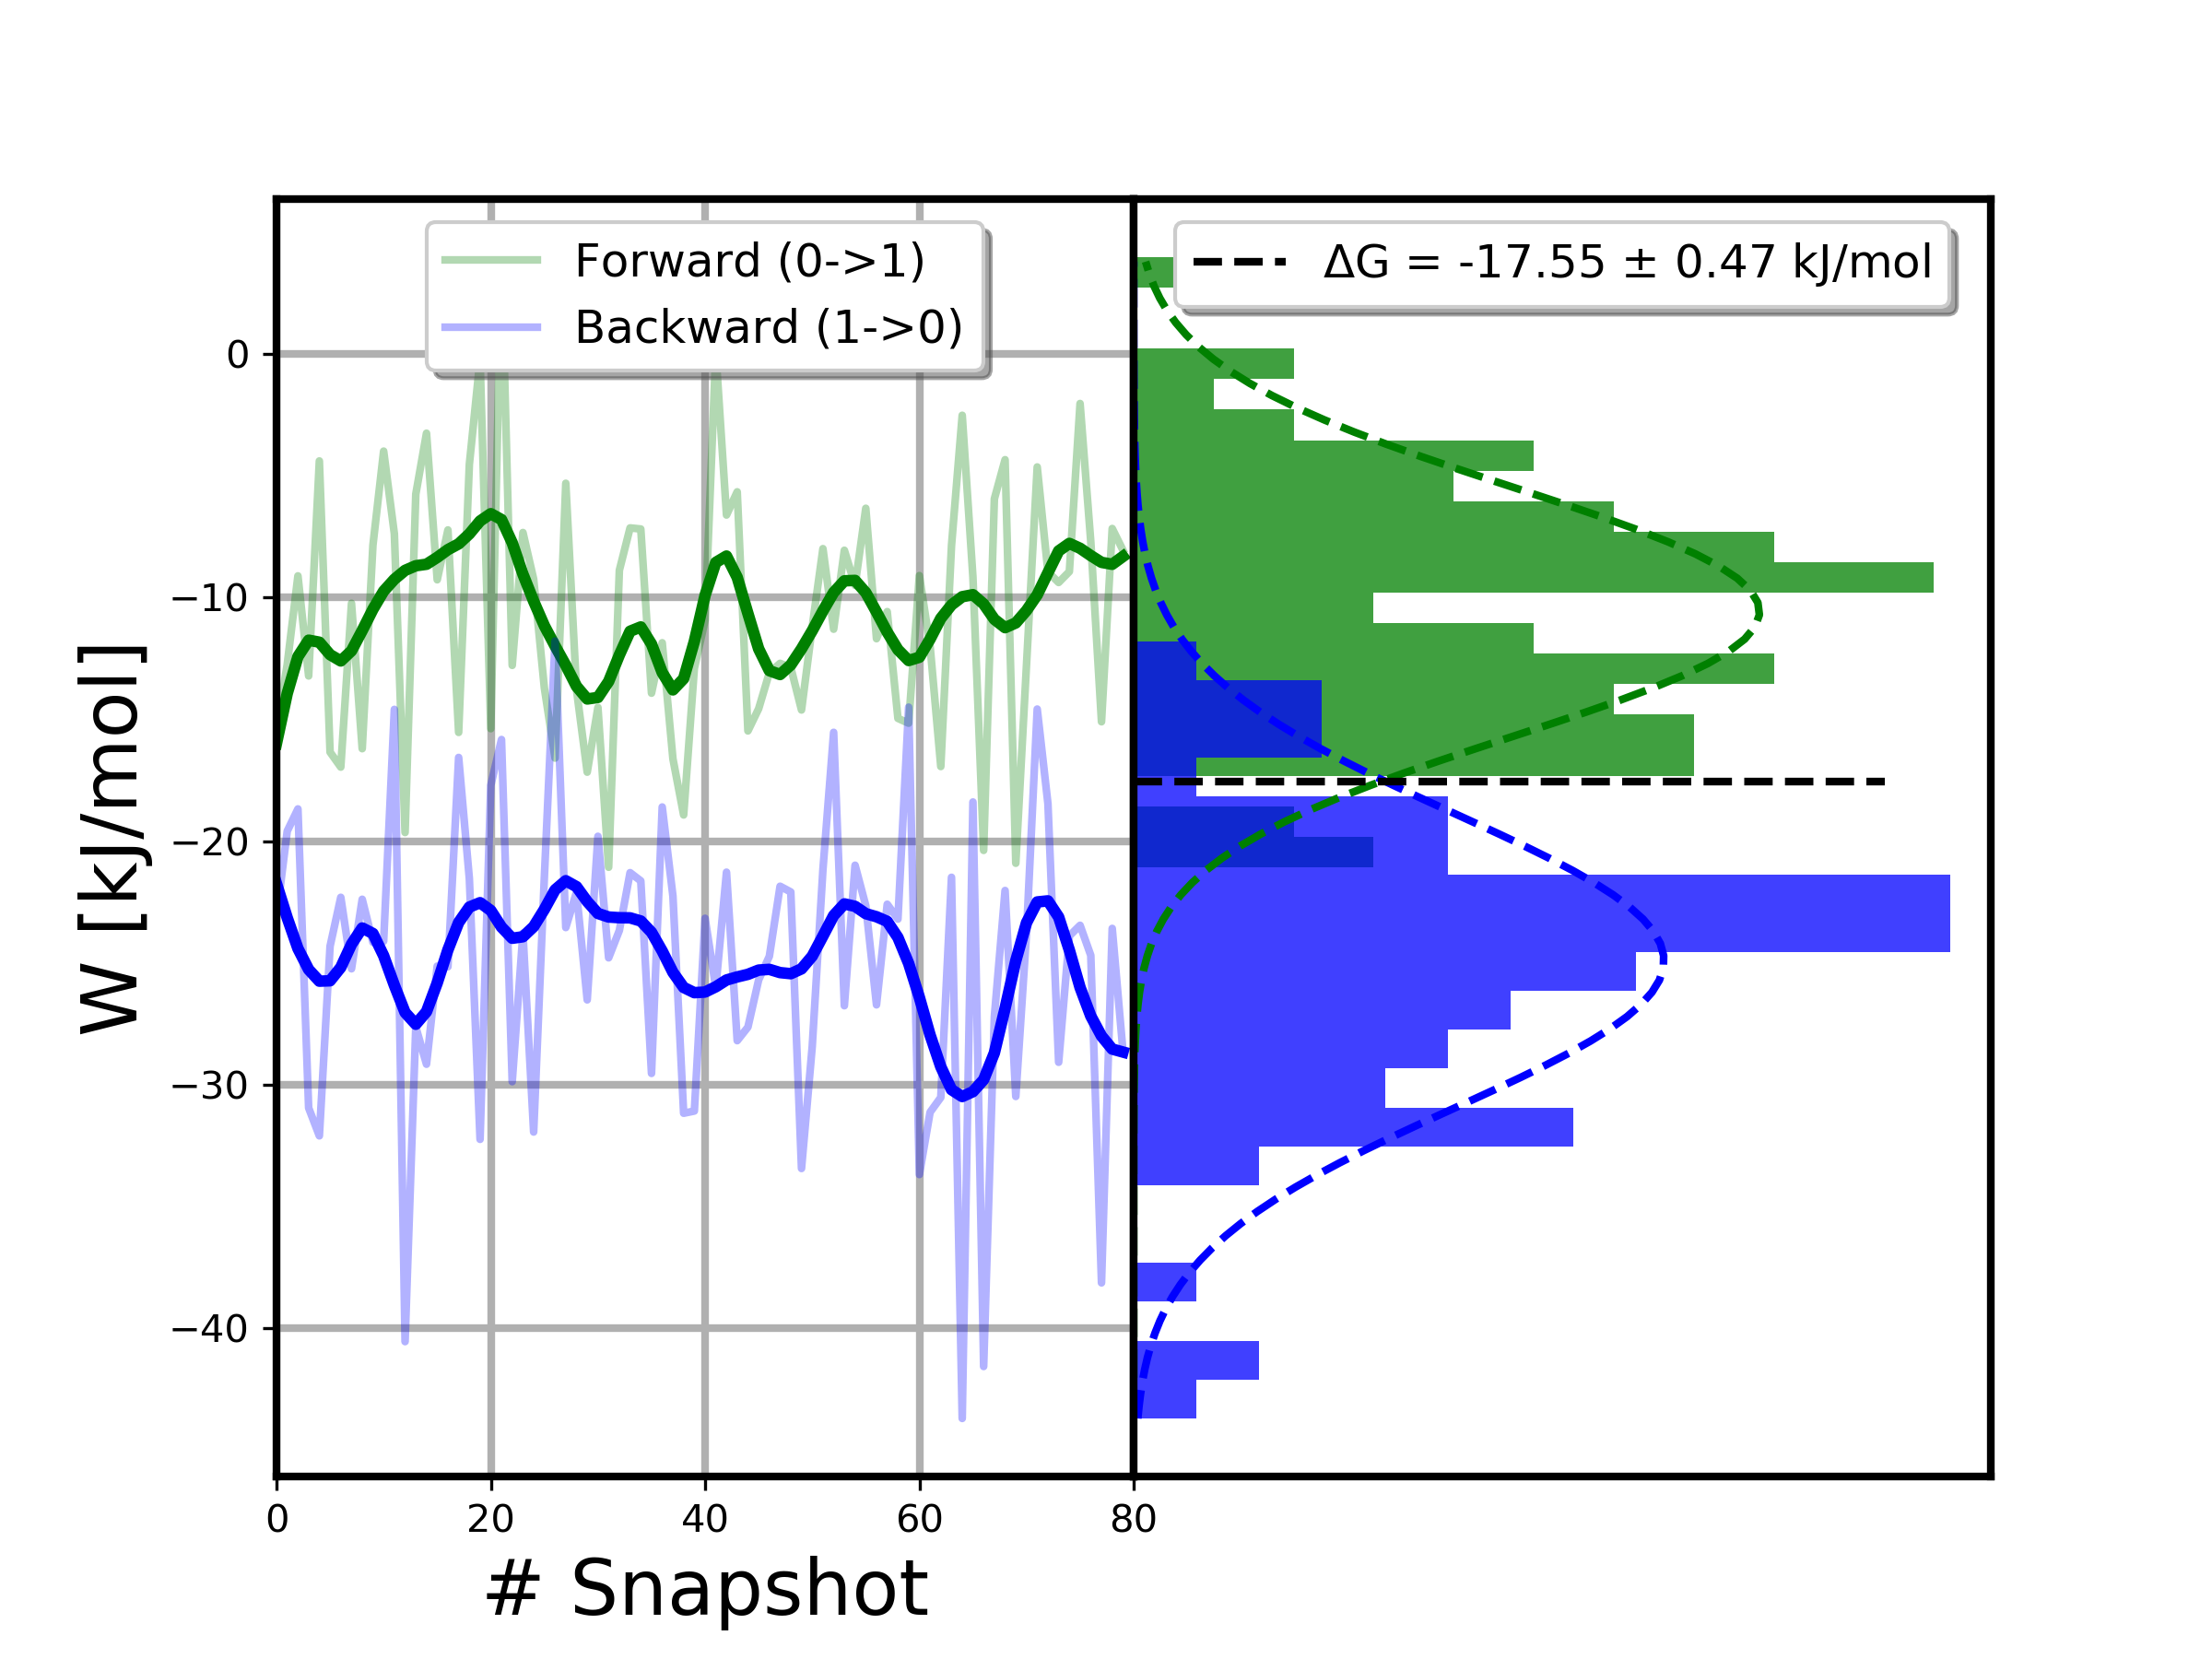 Forward (0->1)
Backward (1->0)
ΔG = -17.55 ± 0.47 kJ/mol
W [kJ/mol]
0
−10
−20
−30
−40
0 20 40 60 80
# Snapshot